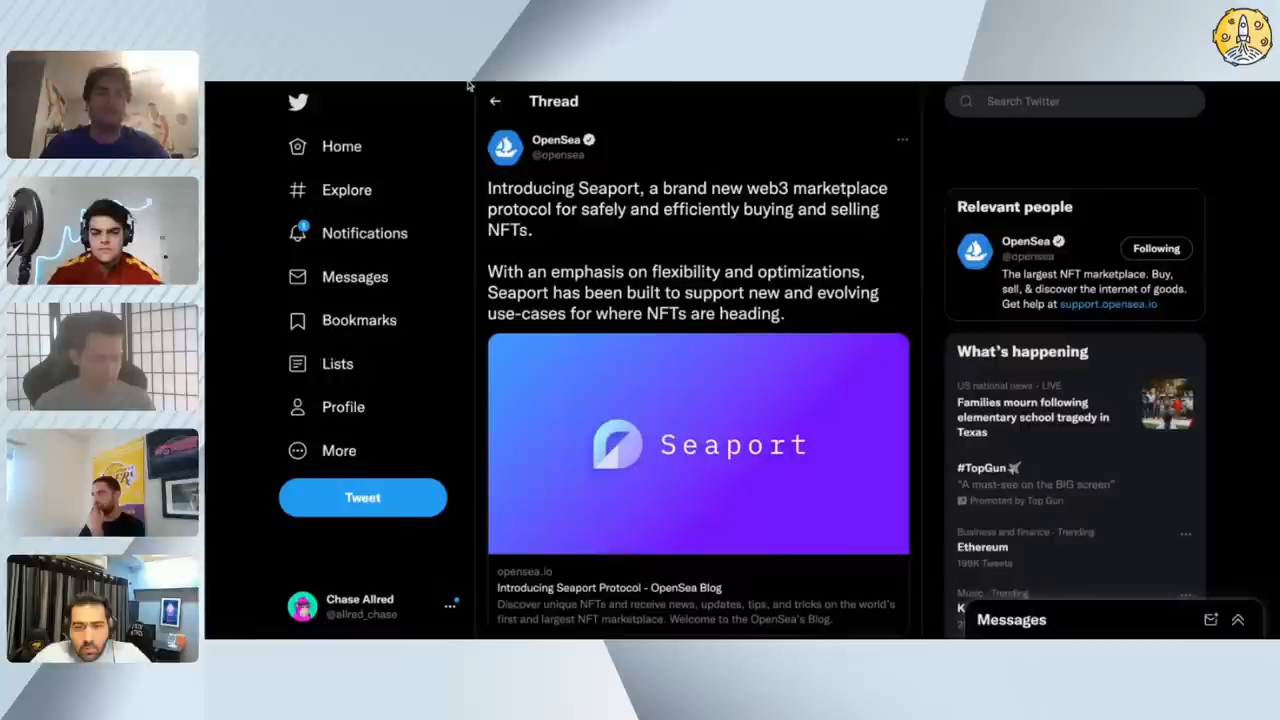 Home
Explore
Notifications
Messages
Bookmarks
Lists
Profile
More
Tweet
Chase Allred
@allred_chase
Thread
OpenSea
@opensea
Introducing Seaport, a brand new web3 marketplace
protocol for safely and efficiently buying and selling
NFTs.
With an emphasis on flexibility and optimizations,
Seaport has been built to support new and evolving
use-cases for where NFTs are heading.
Seaport
opensea.io
Introducing Seaport Protocol - OpenSea Blog
Discover unique NFTs and receive news, updates, tips, and tricks on the world's
first and largest NFT marketplace. Welcome to the OpenSea's Blog.
Search Twitter
Relevant people
OpenSea
@opensea
Following
The largest NFT marketplace. Buy,
sell, & discover the internet of goods.
Get help at support.opensea.io
What's happening
US national news · LIVE
Families mourn following
elementary school tragedy in
Texas
#TopGun
"A must-see on the BIG screen"
Promoted by Top Gun
Business and finance · Trending
Ethereum
199K Tweets
Music · Trending
K
Messages